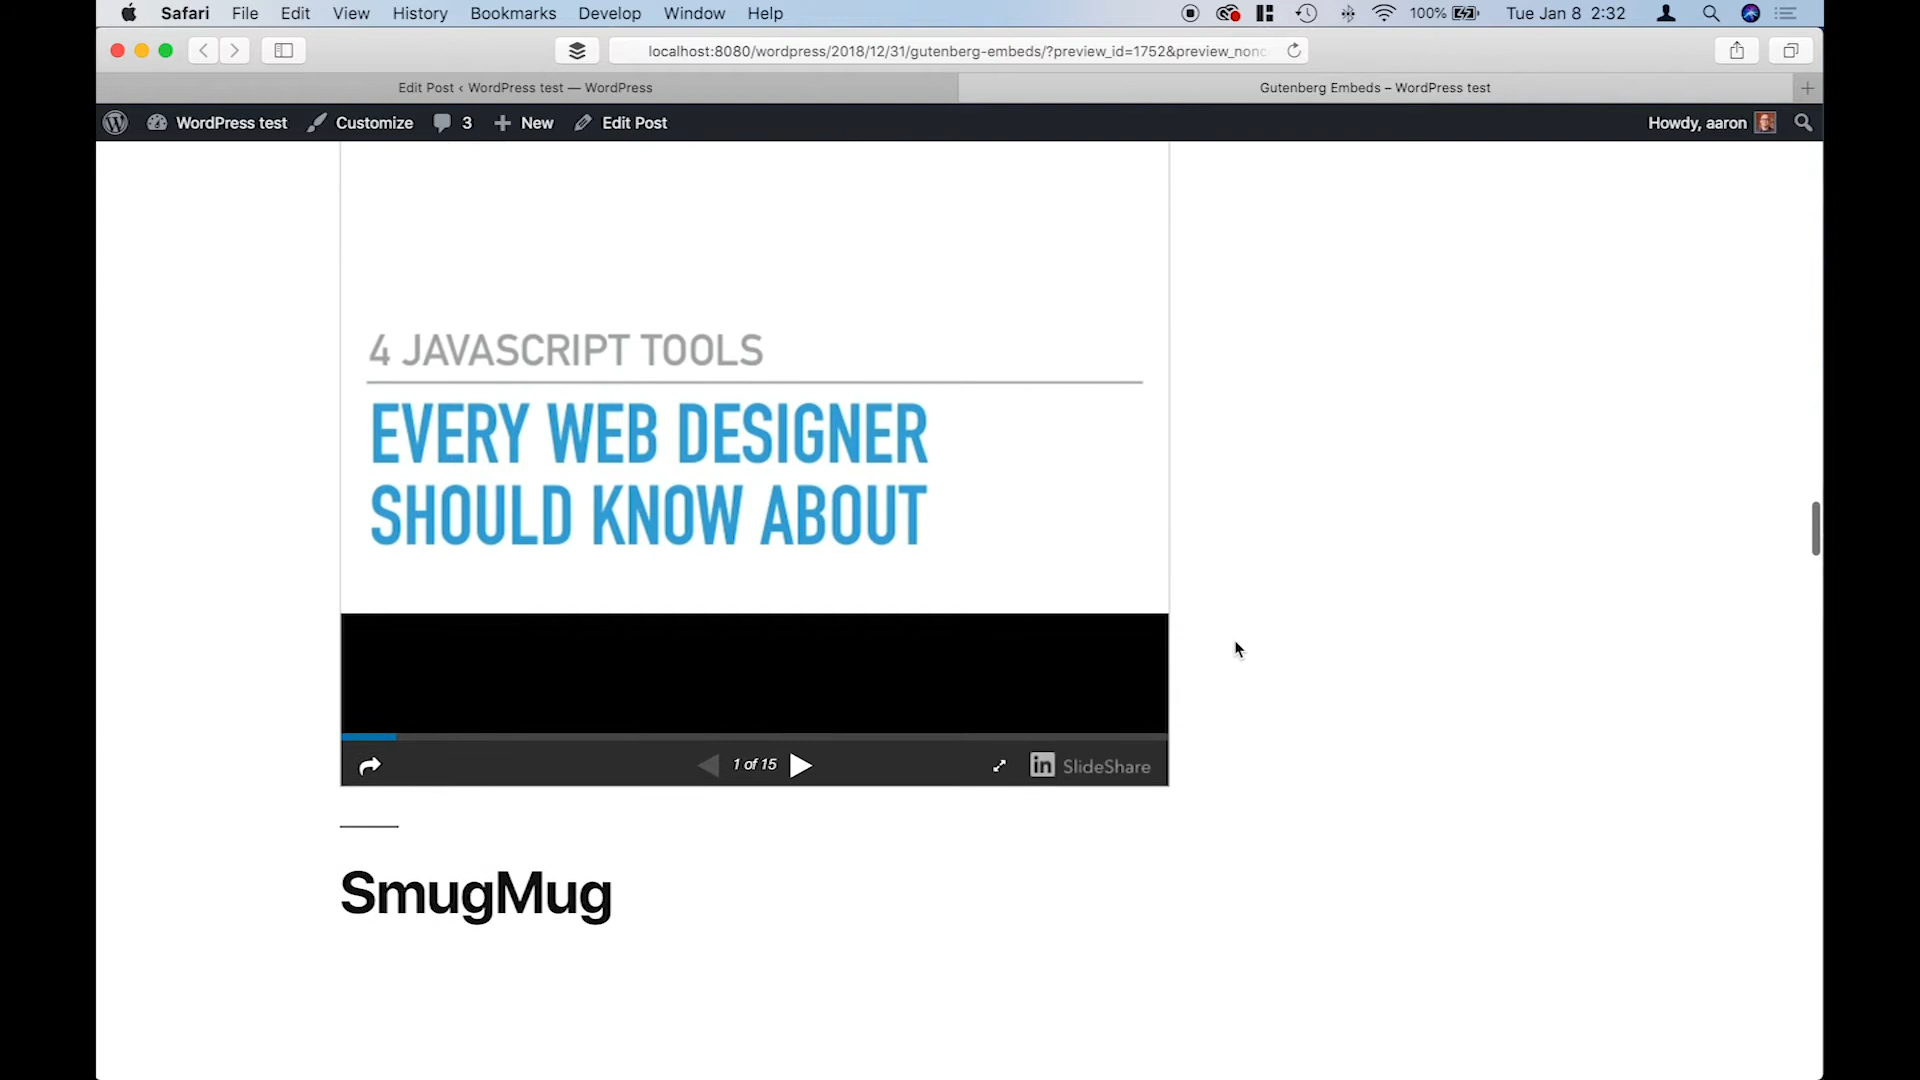 Safari File Edit View History Bookmarks Develop Window Help 100% Tue Jan 8 2:32
localhost:8080/wordpress/2018/12/31/gutenberg-embeds/?preview_id=1752&preview_nonc
Edit Post ‹ WordPress test — WordPress
Gutenberg Embeds – WordPress test
WordPress test Customize 3 New Edit Post Howdy, aaron
4 JAVASCRIPT TOOLS
EVERY WEB DESIGNER
SHOULD KNOW ABOUT
1 of 15
in SlideShare
SmugMug